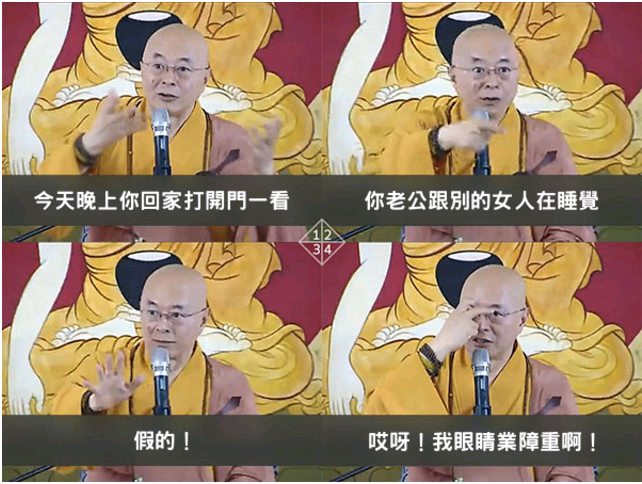 今天晚上你回家打開門一看
你老公跟別的女人在睡覺
1 2
3 4
假的！
哎呀！我眼睛業障重啊！